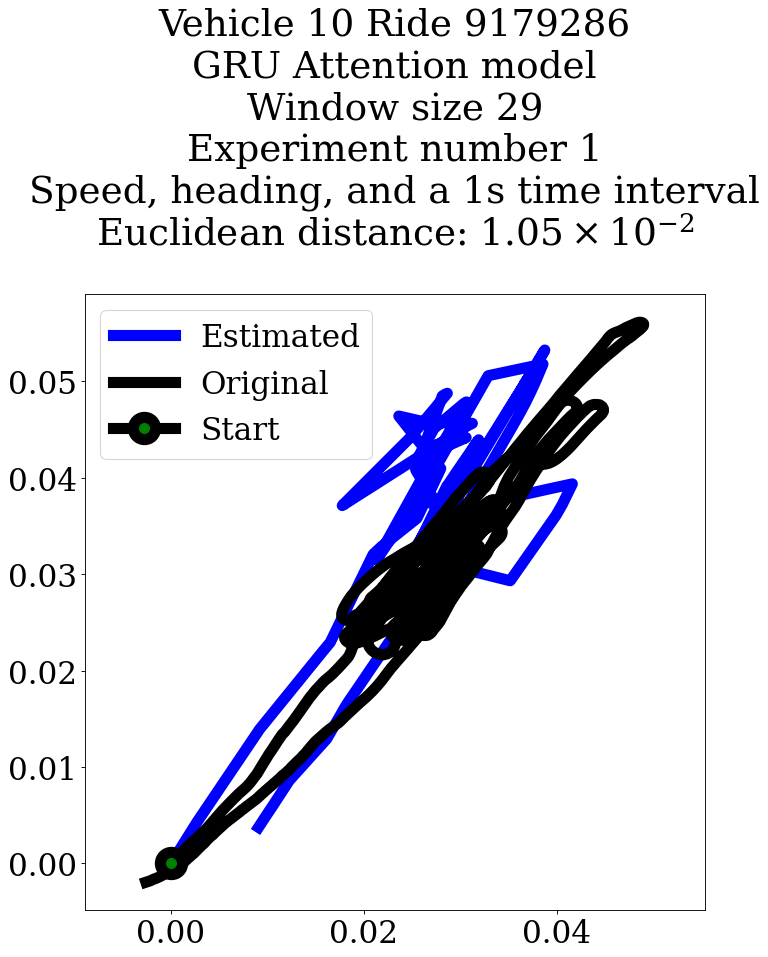 Vehicle 10 Ride 9179286
GRU Attention model
Window size 29
Experiment number 1
Speed, heading, and a 1s time interval
Euclidean distance: 1.05 × 10⁻²
Estimated
Original
Start
0.05
0.04
0.03
0.02
0.01
0.00
0.00 0.02 0.04